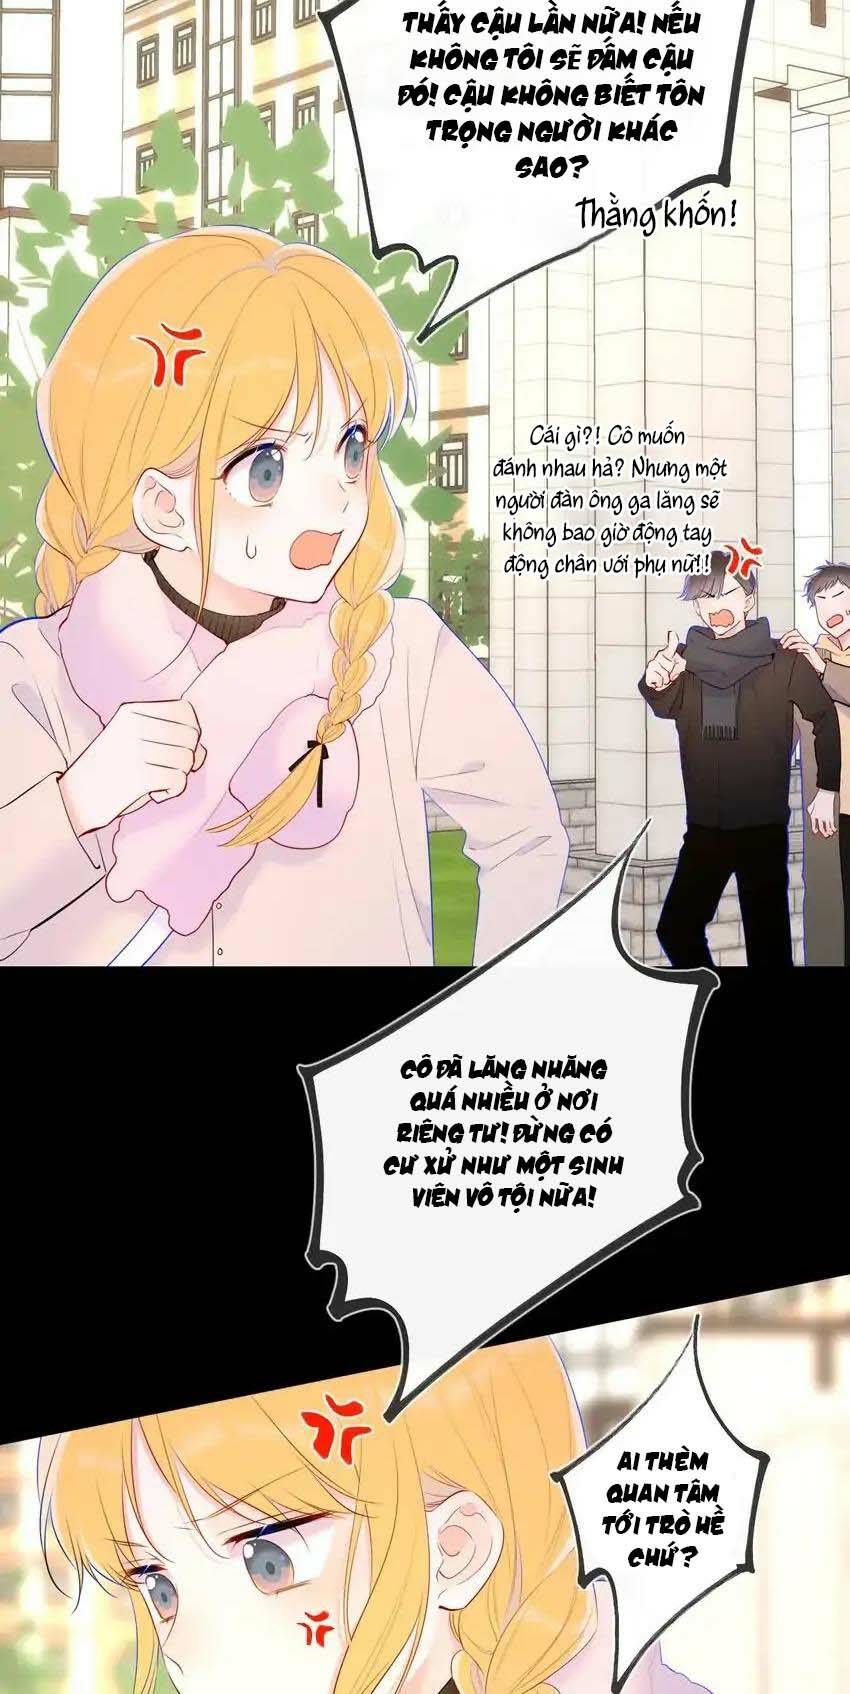 THẤY CẬU LẦN NỮA! NẾU
KHÔNG TÔI SẼ ĐẤM CẬU
ĐÓ! CẬU KHÔNG BIẾT TÔN
TRỌNG NGƯỜI KHÁC
SAO?
Thằng khốn!
Cái gì?! Cô muốn
đánh nhau hả? Nhưng một
người đàn ông ga lăng sẽ
không bao giờ động tay
động chân với phụ nữ!!
CÔ ĐÃ LĂNG NHĂNG
QUÁ NHIỀU Ở NƠI
RIÊNG TƯ! ĐỪNG CÓ
CƯ XỬ NHƯ MỘT SINH
VIÊN VÔ TỘI NỮA!
AI THÈM
QUAN TÂM
TỚI TRÒ HỀ
CHỨ?